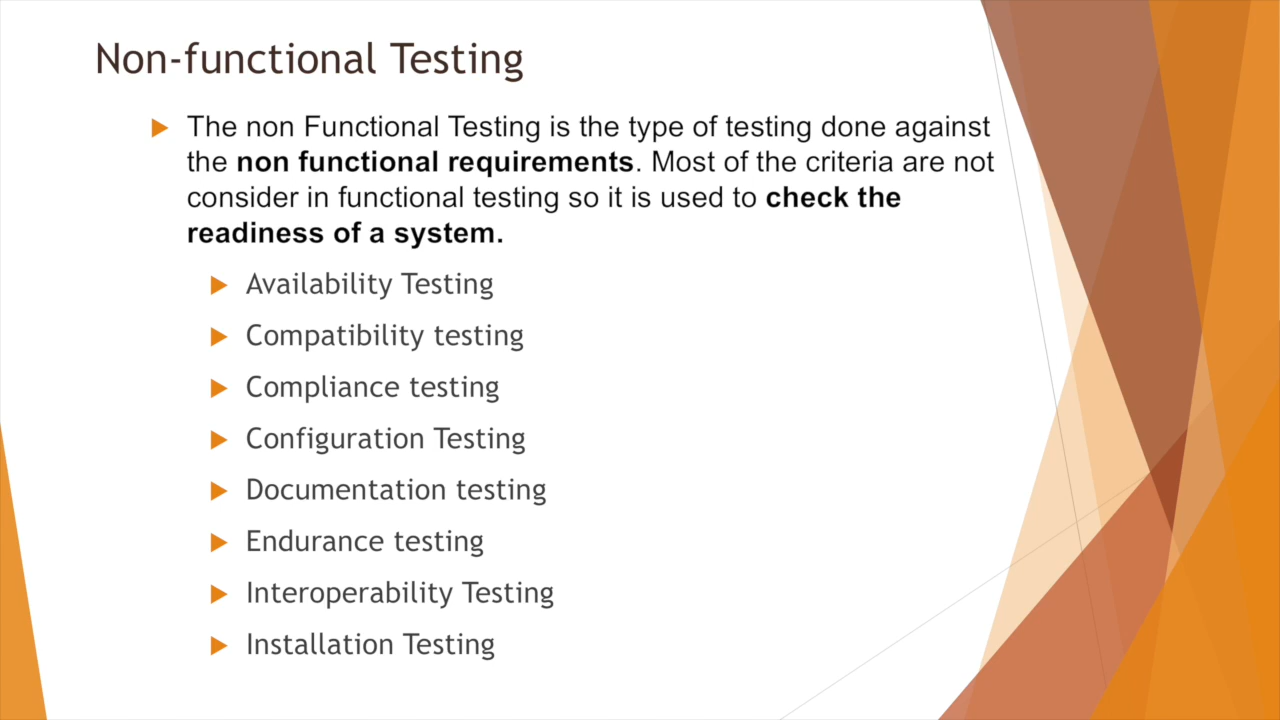 Non-functional Testing
The non Functional Testing is the type of testing done against
the non functional requirements. Most of the criteria are not
consider in functional testing so it is used to check the
readiness of a system.
Availability Testing
Compatibility testing
Compliance testing
Configuration Testing
Documentation testing
Endurance testing
Interoperability Testing
Installation Testing